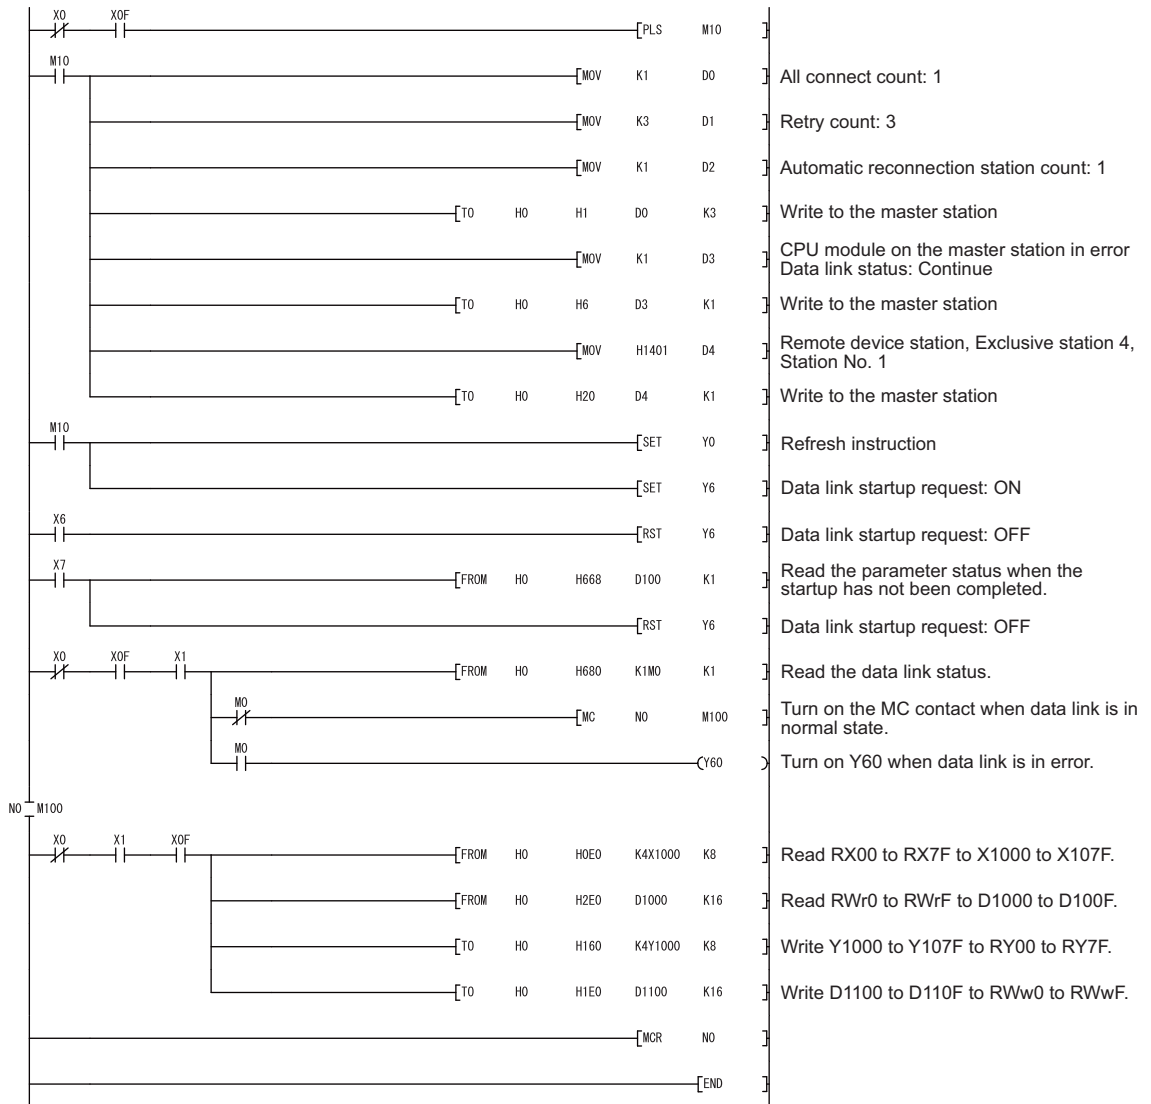 X0 X0F
[PLS M10 ]
M10
[MOV K1 D0 ] All connect count: 1
[MOV K3 D1 ] Retry count: 3
[MOV K1 D2 ] Automatic reconnection station count: 1
[TO H0 H1 D0 K3 ] Write to the master station
[MOV K1 D3 ] CPU module on the master station in error
Data link status: Continue
[TO H0 H6 D3 K1 ] Write to the master station
[MOV H1401 D4 ] Remote device station, Exclusive station 4,
Station No. 1
[TO H0 H20 D4 K1 ] Write to the master station
M10
[SET Y0 ] Refresh instruction
[SET Y6 ] Data link startup request: ON
X6
[RST Y6 ] Data link startup request: OFF
X7
[FROM H0 H668 D100 K1 ] Read the parameter status when the
startup has not been completed.
[RST Y6 ] Data link startup request: OFF
X0 X0F X1
[FROM H0 H680 K1M0 K1 ] Read the data link status.
M0
[MC N0 M100 ] Turn on the MC contact when data link is in
normal state.
M0
(Y60 ) Turn on Y60 when data link is in error.
N0 M100
X0 X1 X0F
[FROM H0 H0E0 K4X1000 K8 ] Read RX00 to RX7F to X1000 to X107F.
[FROM H0 H2E0 D1000 K16 ] Read RWr0 to RWrF to D1000 to D100F.
[TO H0 H160 K4Y1000 K8 ] Write Y1000 to Y107F to RY00 to RY7F.
[TO H0 H1E0 D1100 K16 ] Write D1100 to D110F to RWw0 to RWwF.
[MCR N0 ]
[END ]